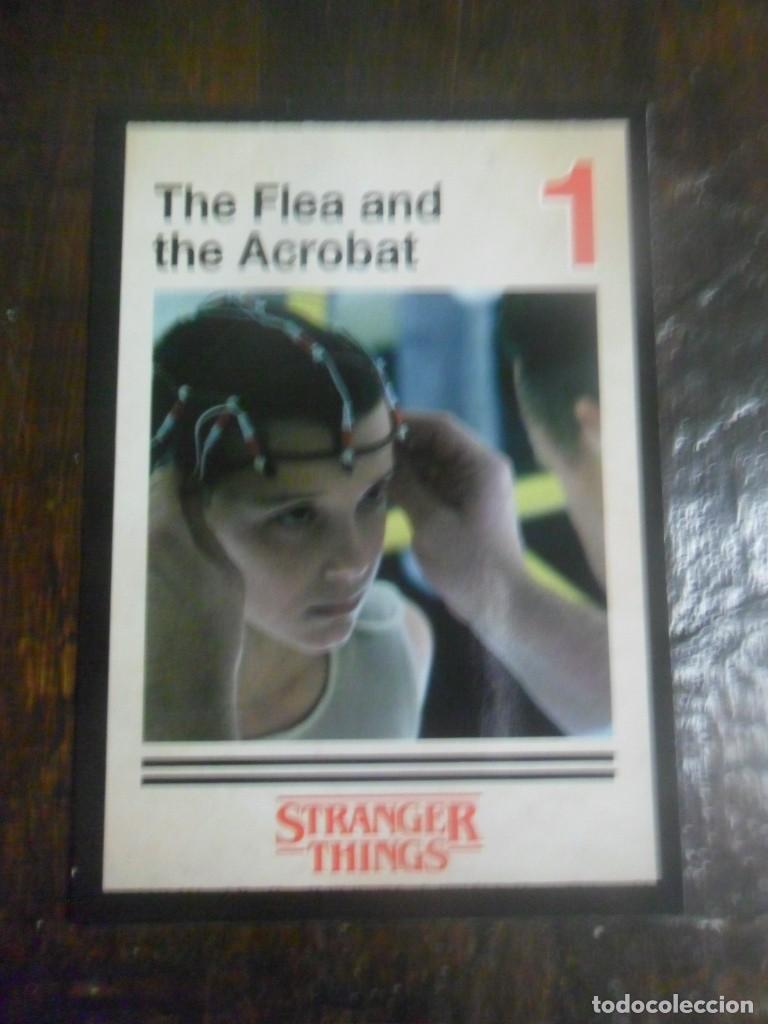 The Flea and
the Acrobat
1
STRANGER
THINGS
todocoleccion